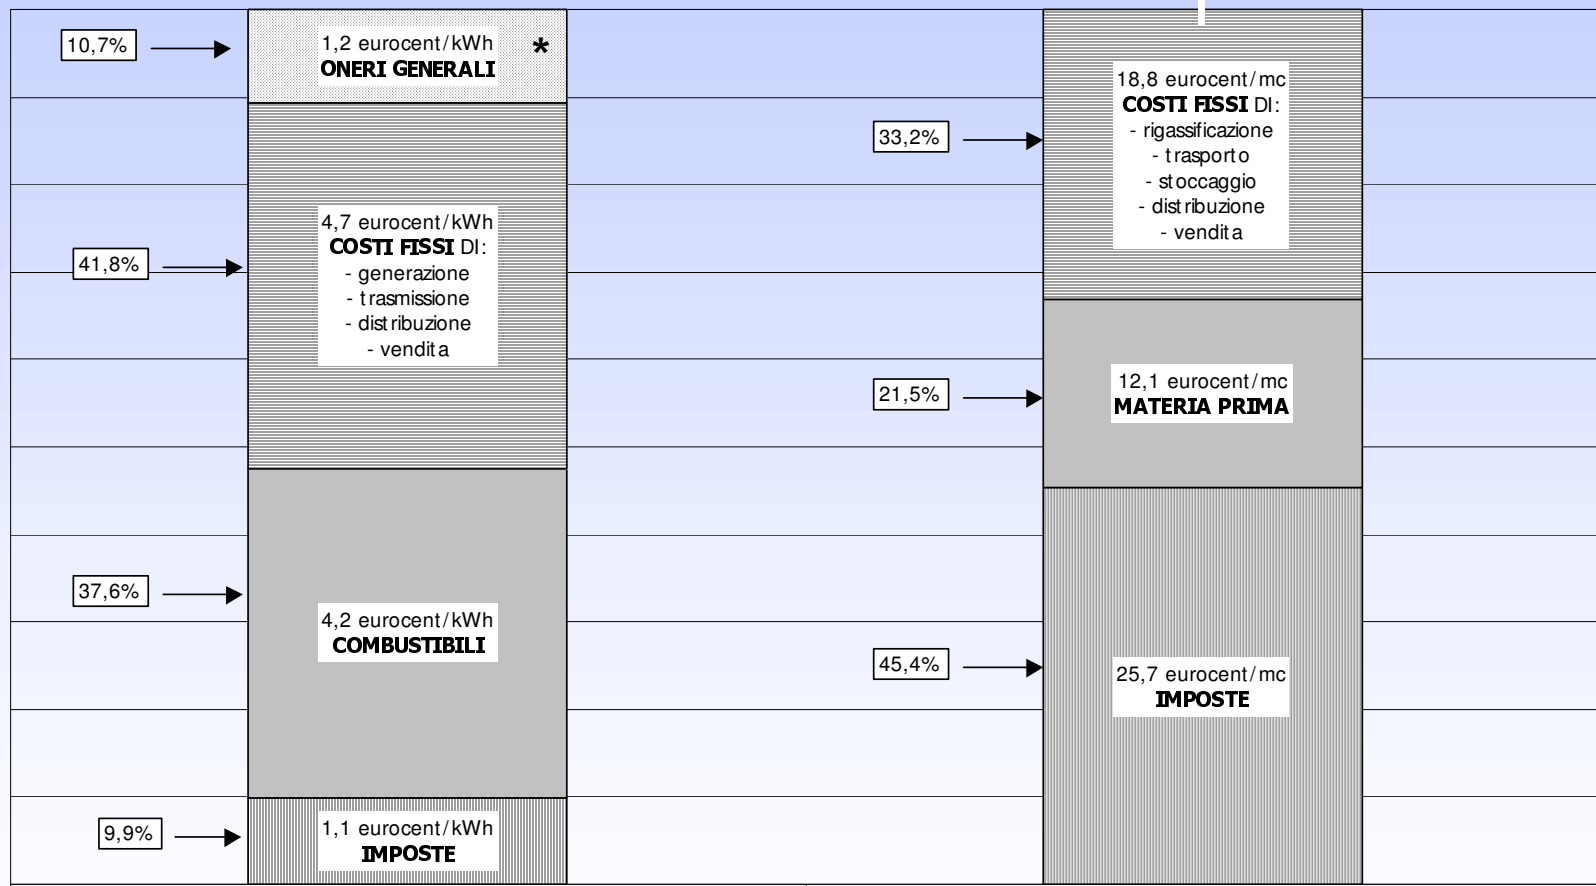 10,7%
1,2 eurocent/kWh *
ONERI GENERALI
41,8%
4,7 eurocent/kWh
COSTI FISSI DI:
- generazione
- trasmissione
- distribuzione
- vendita
37,6%
4,2 eurocent/kWh
COMBUSTIBILI
9,9%
1,1 eurocent/kWh
IMPOSTE
33,2%
18,8 eurocent/mc
COSTI FISSI DI:
- rigassificazione
- trasporto
- stoccaggio
- distribuzione
- vendita
21,5%
12,1 eurocent/mc
MATERIA PRIMA
45,4%
25,7 eurocent/mc
IMPOSTE